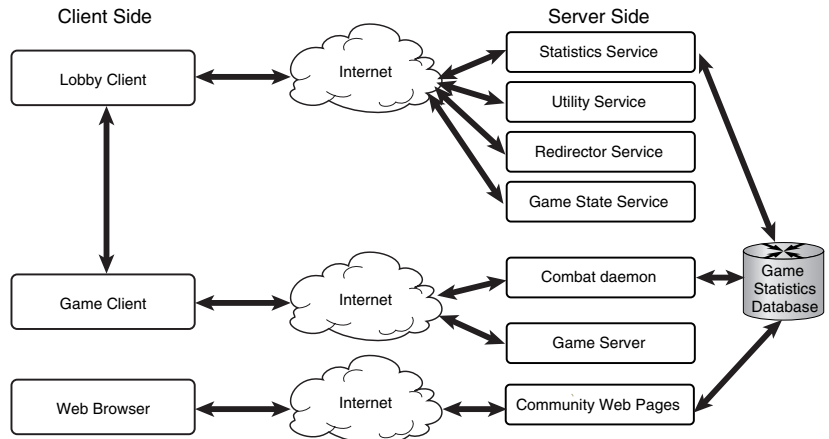 Client Side
Server Side
Lobby Client
Internet
Statistics Service
Utility Service
Redirector Service
Game State Service
Game Client
Internet
Combat daemon
Game Server
Game
Statistics
Database
Web Browser
Internet
Community Web Pages